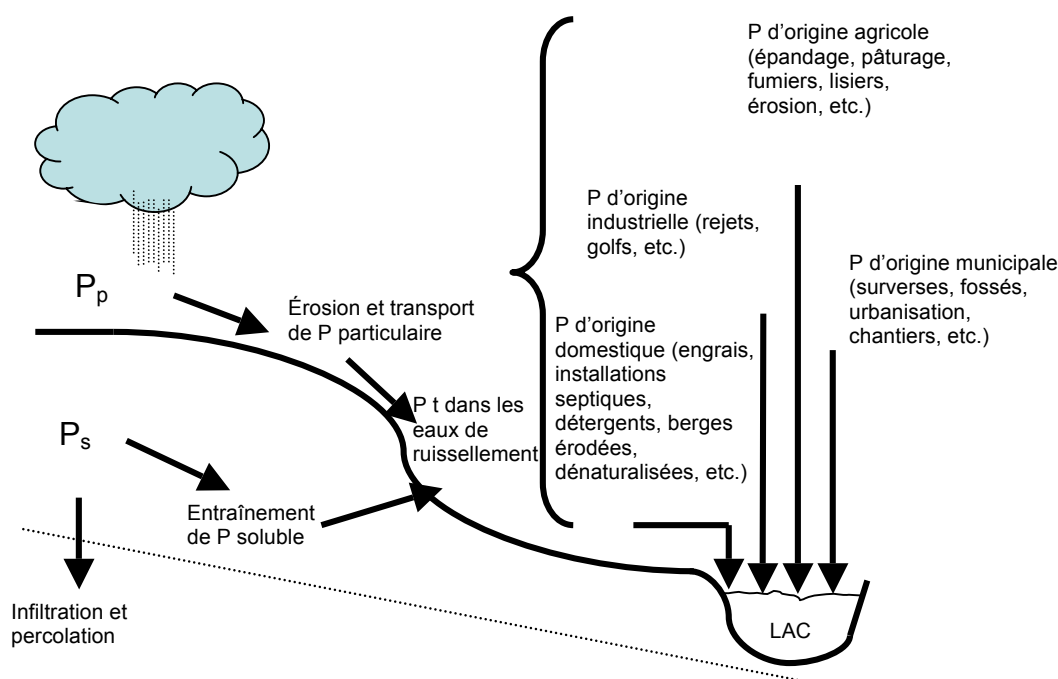 P d’origine agricole
(épandage, pâturage,
fumiers, lisiers,
érosion, etc.)
P d’origine
industrielle (rejets,
golfs, etc.)
P d’origine municipale
(surverses, fossés,
urbanisation,
chantiers, etc.)
Pp
Érosion et transport
de P particulaire
P d’origine
domestique (engrais,
installations
septiques,
détergents, berges
érodées,
dénaturalisées, etc.)
P t dans les
eaux de
ruissellement
Ps
Entraînement
de P soluble
Infiltration et
percolation
LAC